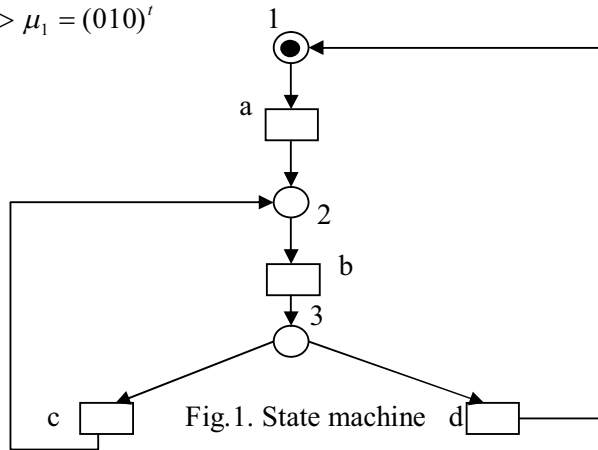 > μ₁ = (010)ᵗ
1
a
2
b
3
c
Fig.1. State machine
d